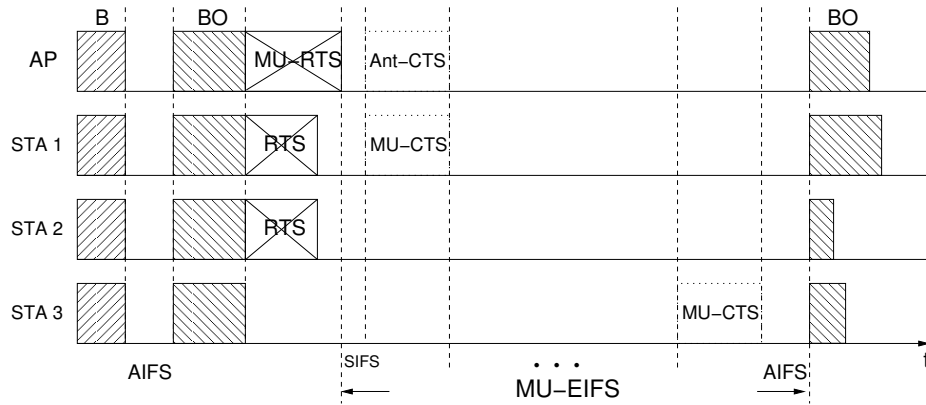 B BO BO
AP MU−RTS Ant−CTS
STA 1 RTS MU−CTS
STA 2 RTS
STA 3 MU−CTS
AIFS SIFS • • • AIFS t
MU−EIFS